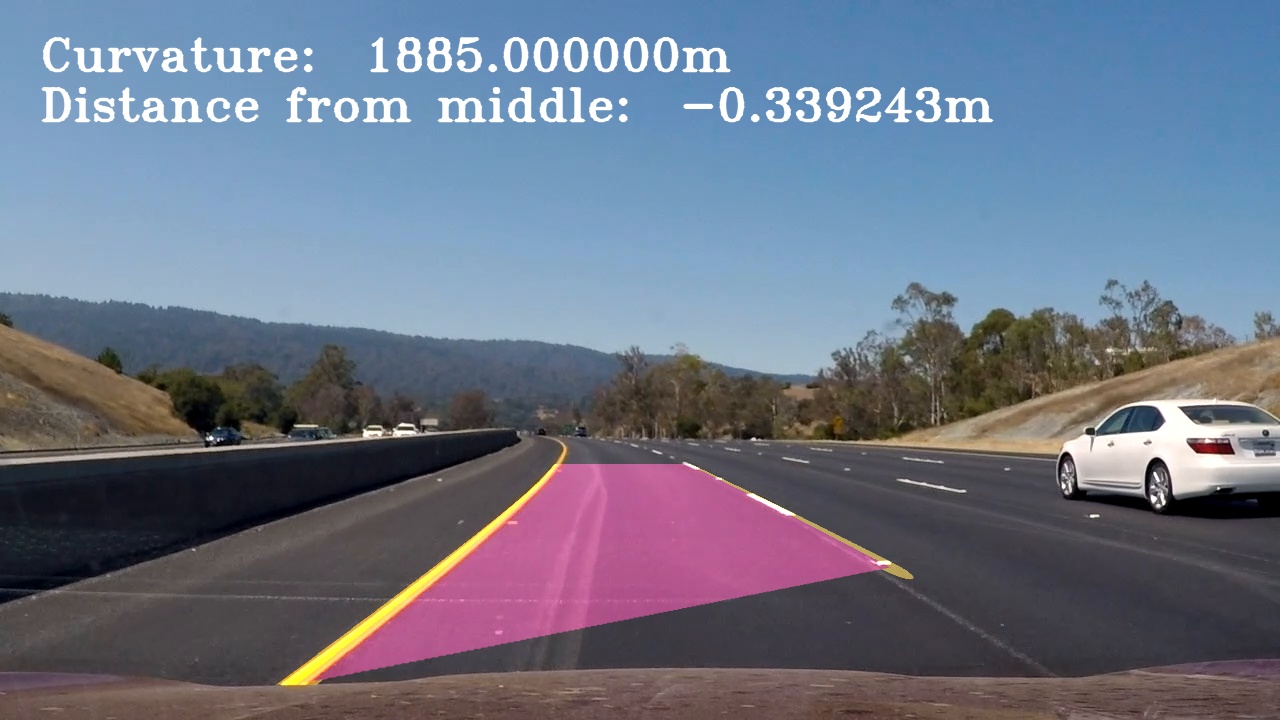 Curvature:  1885.000000m
Distance from middle:  −0.339243m